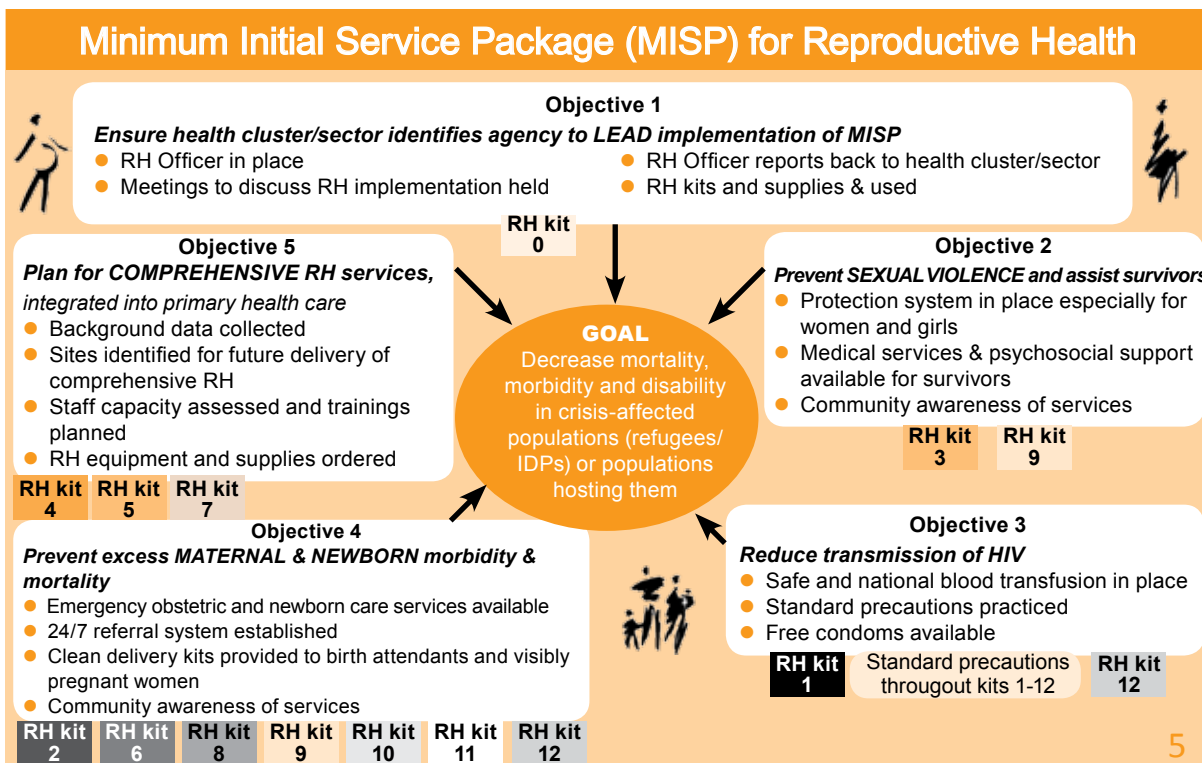 Minimum Initial Service Package (MISP) for Reproductive Health
Objective 1
Ensure health cluster/sector identifies agency to LEAD implementation of MISP
RH Officer in place
Meetings to discuss RH implementation held
RH Officer reports back to health cluster/sector
RH kits and supplies & used
RH kit
0
Objective 5
Plan for COMPREHENSIVE RH services,
integrated into primary health care
Background data collected
Sites identified for future delivery of
comprehensive RH
Staff capacity assessed and trainings
planned
RH equipment and supplies ordered
RH kit
4
RH kit
5
RH kit
7
GOAL
Decrease mortality,
morbidity and disability
in crisis-affected
populations (refugees/
IDPs) or populations
hosting them
Objective 2
Prevent SEXUAL VIOLENCE and assist survivors
Protection system in place especially for
women and girls
Medical services & psychosocial support
available for survivors
Community awareness of services
RH kit
3
RH kit
9
Objective 4
Prevent excess MATERNAL & NEWBORN morbidity &
mortality
Emergency obstetric and newborn care services available
24/7 referral system established
Clean delivery kits provided to birth attendants and visibly
pregnant women
Community awareness of services
RH kit
2
RH kit
6
RH kit
8
RH kit
9
RH kit
10
RH kit
11
RH kit
12
Objective 3
Reduce transmission of HIV
Safe and national blood transfusion in place
Standard precautions practiced
Free condoms available
RH kit
1
Standard precautions
througout kits 1-12
RH kit
12
5